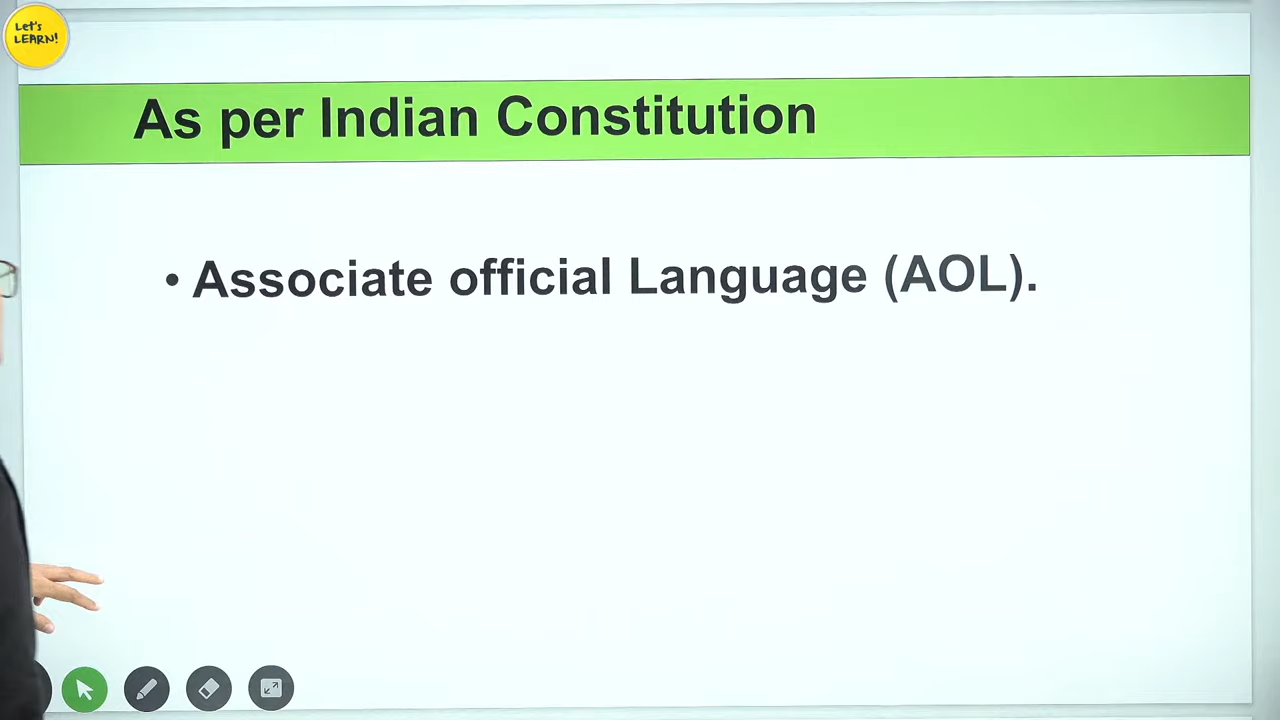 Let's
LEARN!
As per Indian Constitution
• Associate official Language (AOL).